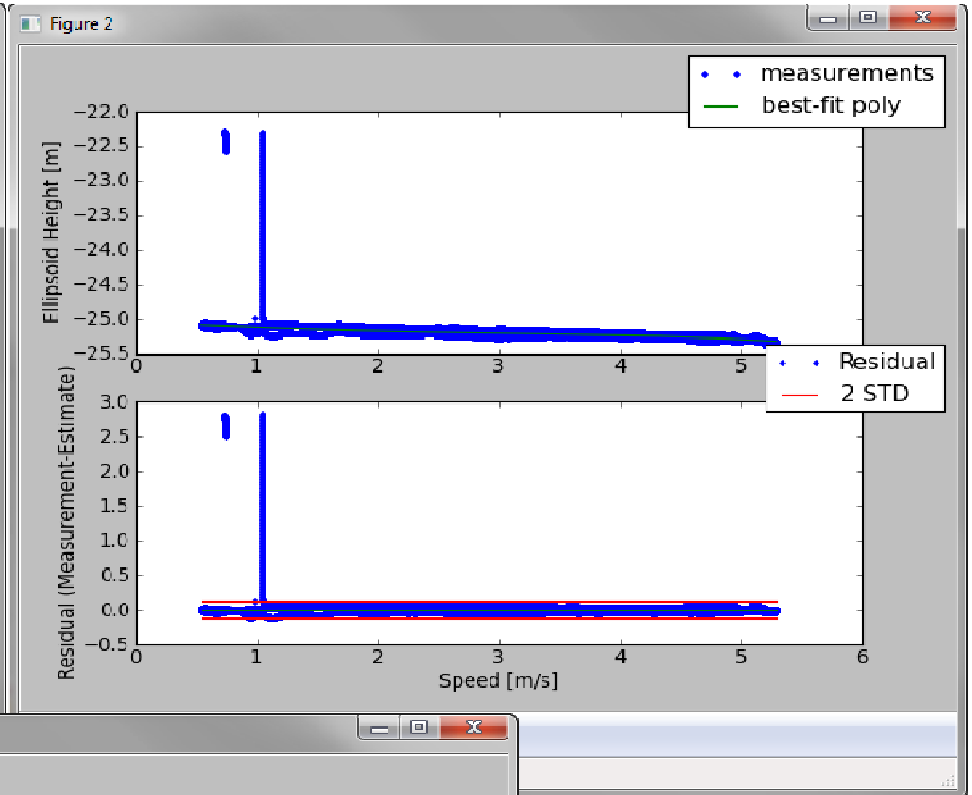 Figure 2
measurements
best-fit poly
Ellipsoid Height [m]
−22.0
−22.5
−23.0
−23.5
−24.0
−24.5
−25.0
−25.5
0 1 2 3 4 5
Residual
2 STD
Residual (Measurement-Estimate)
3.0
2.5
2.0
1.5
1.0
0.5
0.0
−0.5
0 1 2 3 4 5 6
Speed [m/s]